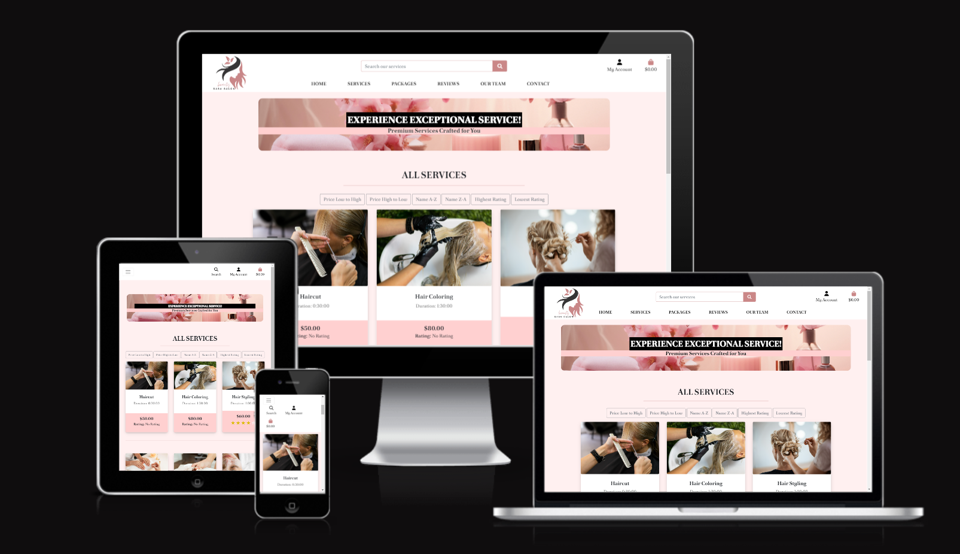 Search our services
My Account
$0.00
HOME SERVICES PACKAGES REVIEWS OUR TEAM CONTACT
EXPERIENCE EXCEPTIONAL SERVICE!
Premium Services Crafted for You
ALL SERVICES
Price Low to High Price High to Low Name A-Z Name Z-A Highest Rating Lowest Rating
Haircut
Duration: 0:30:00
$50.00
Rating: No Rating
Hair Coloring
Duration: 1:30:00
$80.00
Rating: No Rating
Search
My Account
$0.00
EXPERIENCE EXCEPTIONAL SERVICE!
Premium Services Crafted for You
ALL SERVICES
Haircut
$50.00
Rating: No Rating
Hair Coloring
$80.00
Rating: No Rating
Hair Styling
$60.00
Search
My Account
$0.00
Haircut
Duration: 0:30:00
Search our services
My Account
$0.00
HOME SERVICES PACKAGES REVIEWS OUR TEAM CONTACT
EXPERIENCE EXCEPTIONAL SERVICE!
Premium Services Crafted for You
ALL SERVICES
Price Low to High Price High to Low Name A-Z Name Z-A Highest Rating Lowest Rating
Haircut
Hair Coloring
Hair Styling